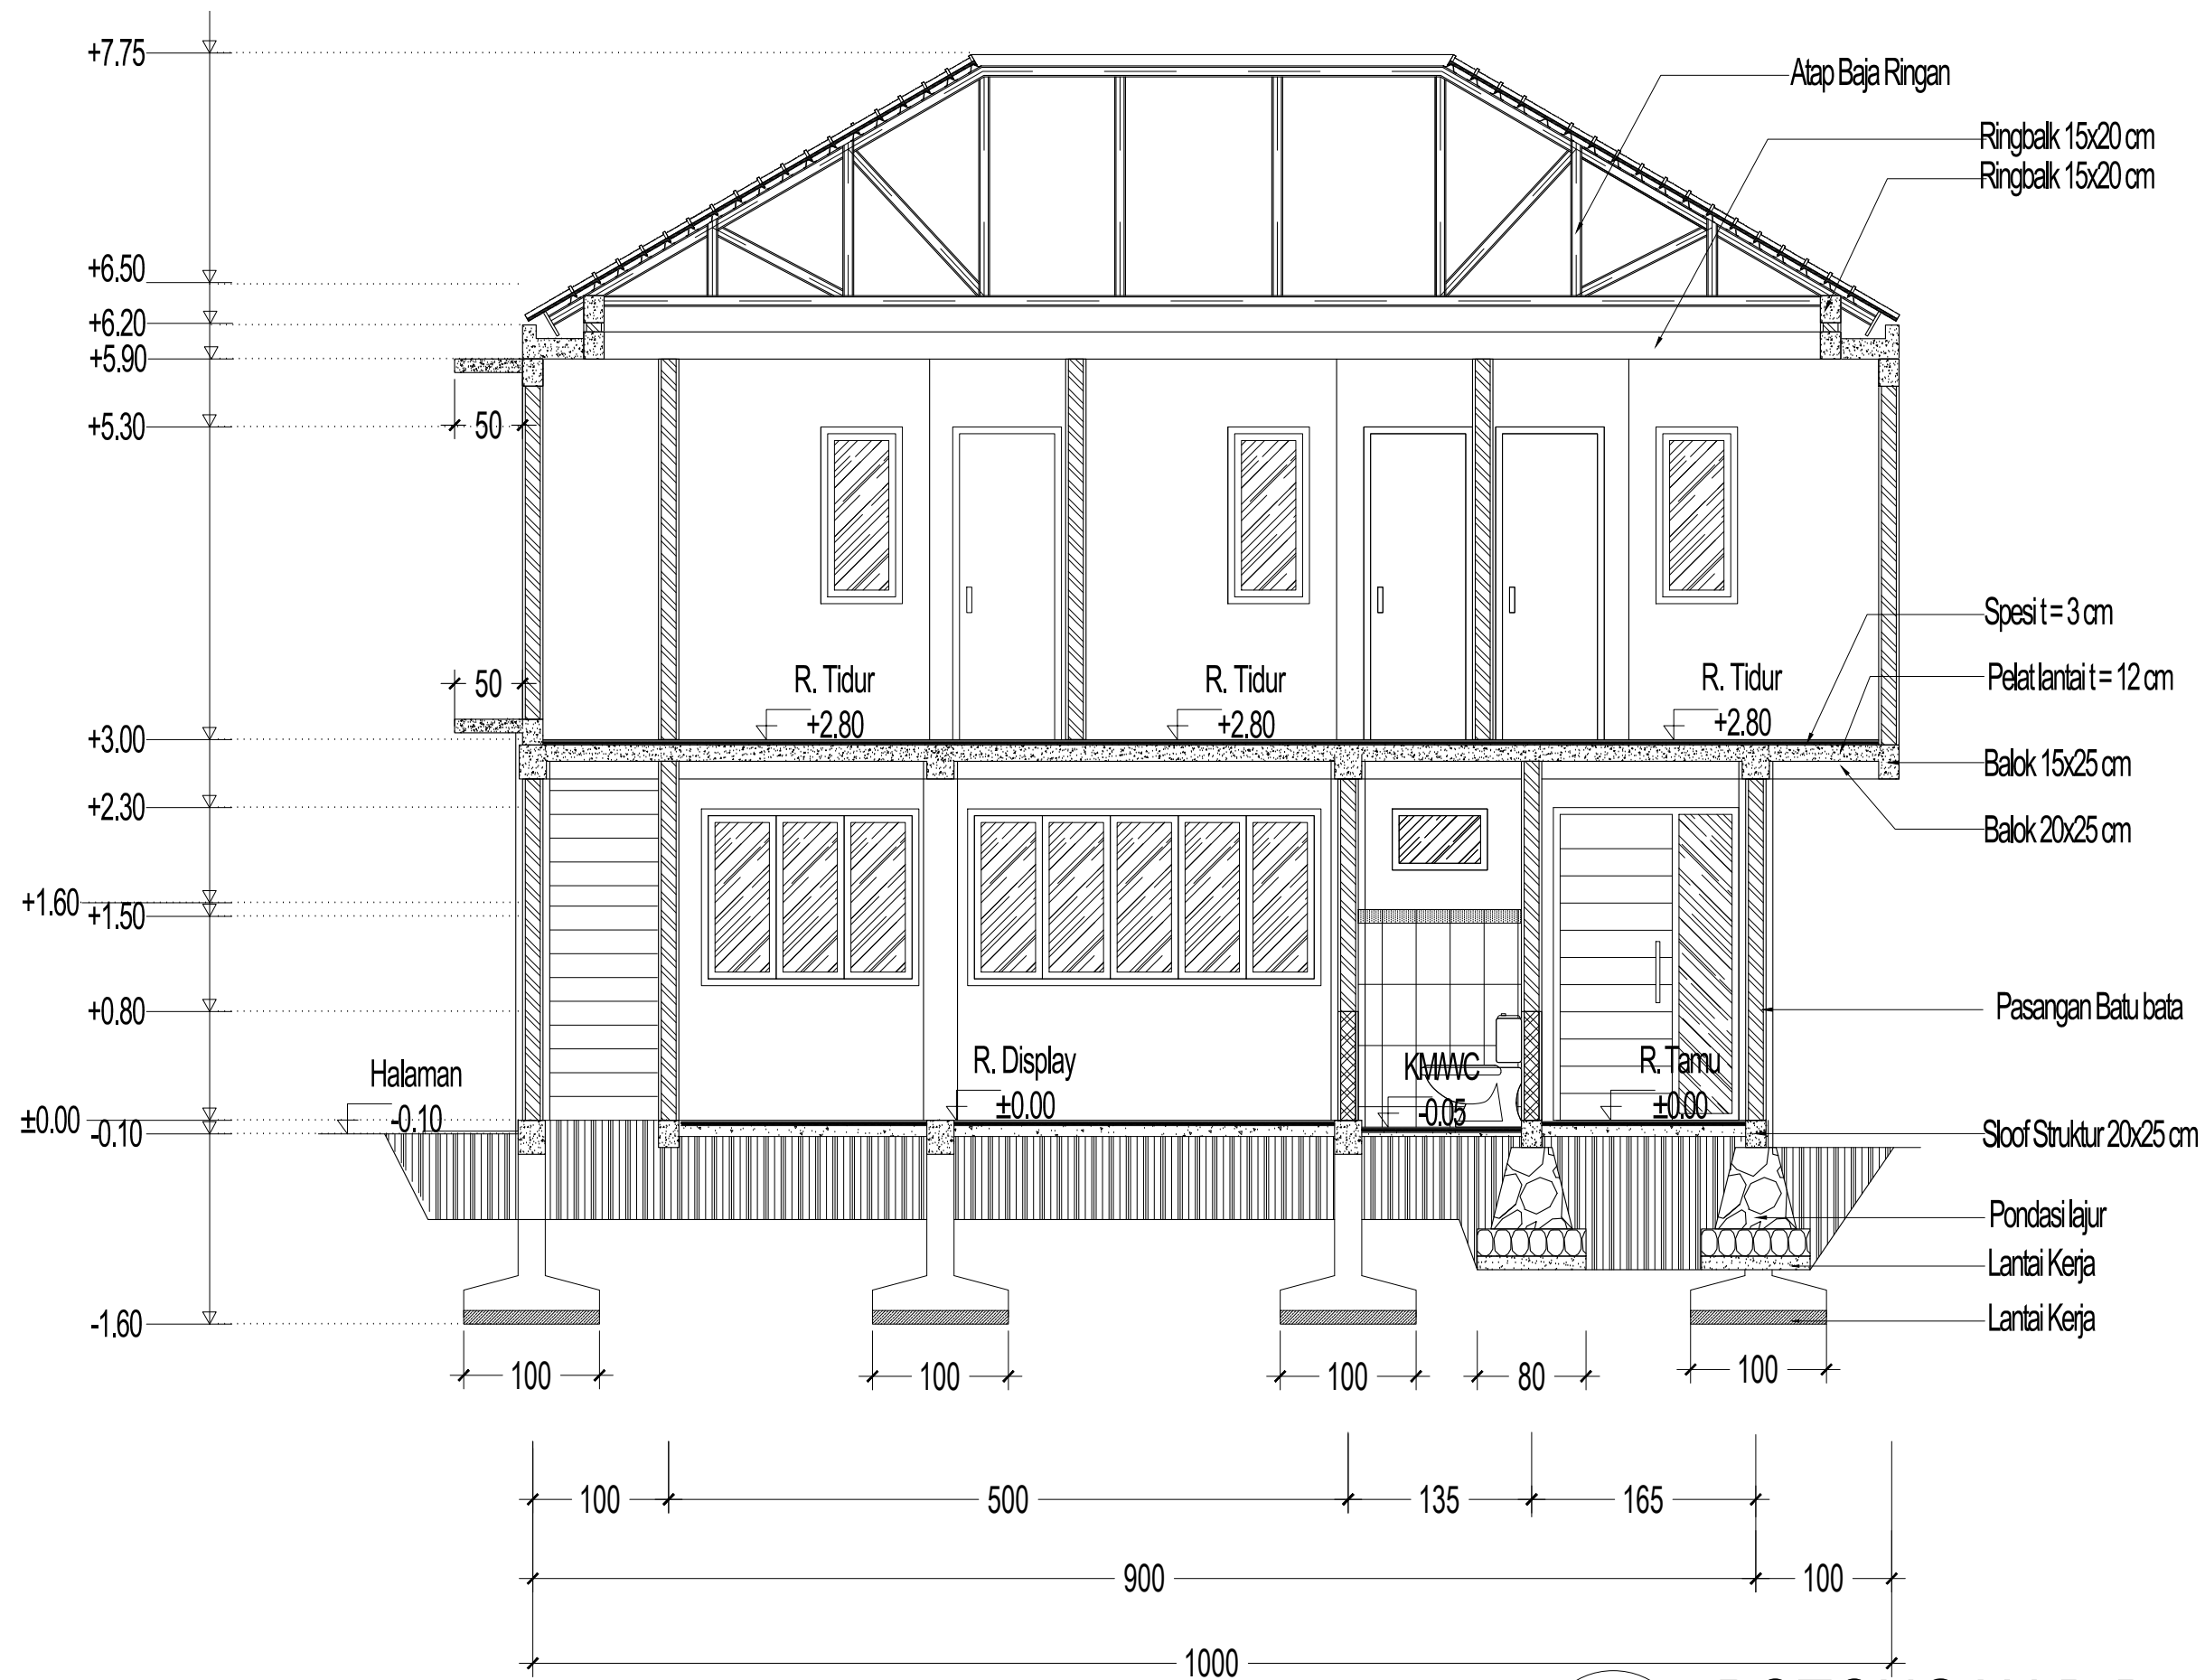 +7.75
Atap Baja Ringan
Ringbalk 15x20 cm
Ringbalk 15x20 cm
+6.50
+6.20
+5.90
+5.30
50
Spesi t = 3 cm
R. Tidur
R. Tidur
R. Tidur
50
Pelat lantai t = 12 cm
+2.80
+2.80
+2.80
+3.00
Balok 15x25 cm
+2.30
Balok 20x25 cm
+1.60
+1.50
+0.80
Pasangan Batu bata
Halaman
R. Display
KM/WC
R. Tamu
-0.10
±0.00
-0.05
±0.00
±0.00
-0.10
Sloof Struktur 20x25 cm
Pondasi lajur
Lantai Kerja
-1.60
Lantai Kerja
100
100
100
80
100
100
500
135
165
900
100
1000